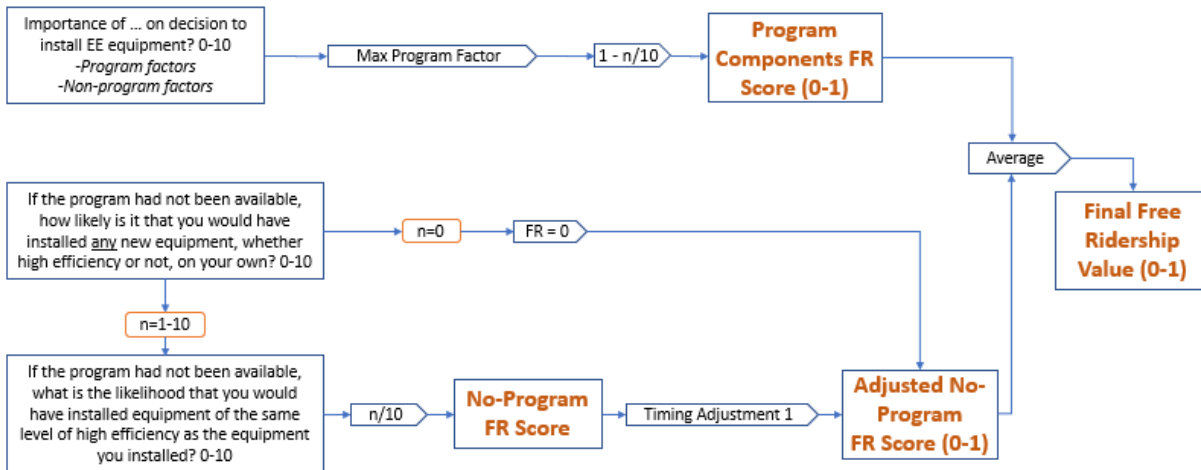 Importance of ... on decision to
install EE equipment? 0-10
-Program factors
-Non-program factors
Max Program Factor
1 - n/10
Program
Components FR
Score (0-1)
Average
Final Free
Ridership
Value (0-1)
If the program had not been available,
how likely is it that you would have
installed any new equipment, whether
high efficiency or not, on your own? 0-10
n=0
FR = 0
n=1-10
If the program had not been available,
what is the likelihood that you would
have installed equipment of the same
level of high efficiency as the equipment
you installed? 0-10
n/10
No-Program
FR Score
Timing Adjustment 1
Adjusted No-
Program
FR Score (0-1)